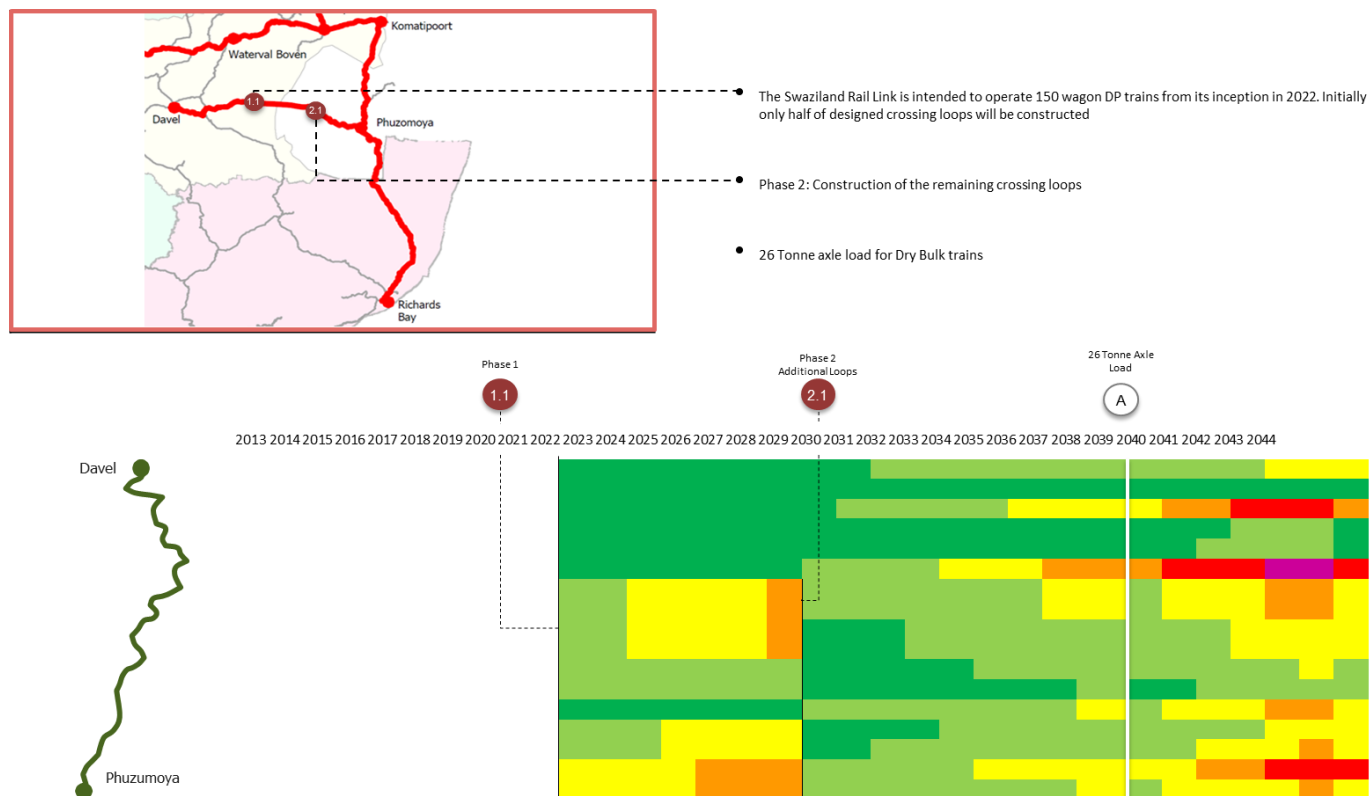 Komatipoort
Waterval Boven
1.1
2.1
Davel
Phuzomoya
Richards
Bay
• The Swaziland Rail Link is intended to operate 150 wagon DP trains from its inception in 2022. Initially
only half of designed crossing loops will be constructed
• Phase 2: Construction of the remaining crossing loops
• 26 Tonne axle load for Dry Bulk trains
Phase 1
1.1
Phase 2
Additional Loops
2.1
26 Tonne Axle
Load
A
2013 2014 2015 2016 2017 2018 2019 2020 2021 2022 2023 2024 2025 2026 2027 2028 2029 2030 2031 2032 2033 2034 2035 2036 2037 2038 2039 2040 2041 2042 2043 2044
Davel
Phuzumoya